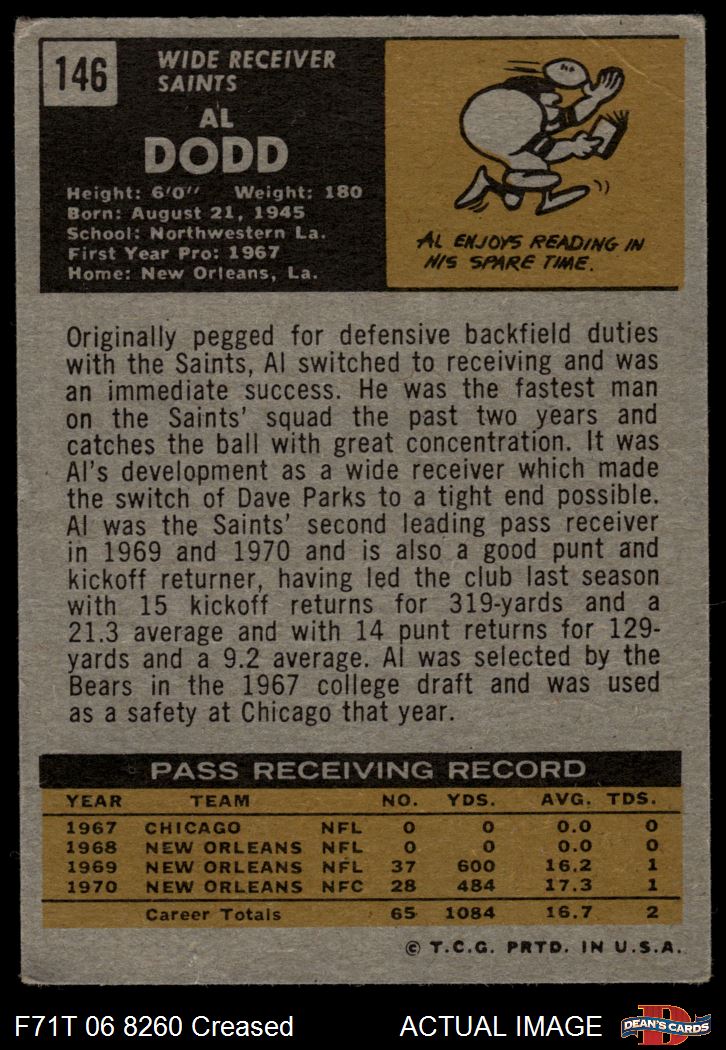 146
WIDE RECEIVER
SAINTS
AL
DODD
Height: 6'0" Weight: 180
Born: August 21, 1945
School: Northwestern La.
First Year Pro: 1967
Home: New Orleans, La.
AL ENJOYS READING IN
HIS SPARE TIME.
Originally pegged for defensive backfield duties
with the Saints, Al switched to receiving and was
an immediate success. He was the fastest man
on the Saints' squad the past two years and
catches the ball with great concentration. It was
Al's development as a wide receiver which made
the switch of Dave Parks to a tight end possible.
Al was the Saints' second leading pass receiver
in 1969 and 1970 and is also a good punt and
kickoff returner, having led the club last season
with 15 kickoff returns for 319-yards and a
21.3 average and with 14 punt returns for 129-
yards and a 9.2 average. Al was selected by the
Bears in the 1967 college draft and was used
as a safety at Chicago that year.
PASS RECEIVING RECORD
YEAR TEAM NO. YDS. AVG. TDS.
1967 CHICAGO NFL 0 0 0.0 0
1968 NEW ORLEANS NFL 0 0 0.0 0
1969 NEW ORLEANS NFL 37 600 16.2 1
1970 NEW ORLEANS NFC 28 484 17.3 1
Career Totals 65 1084 16.7 2
© T.C.G. PRTD. IN U.S.A.
F71T 06 8260 Creased ACTUAL IMAGE
D
DEAN'S CARDS